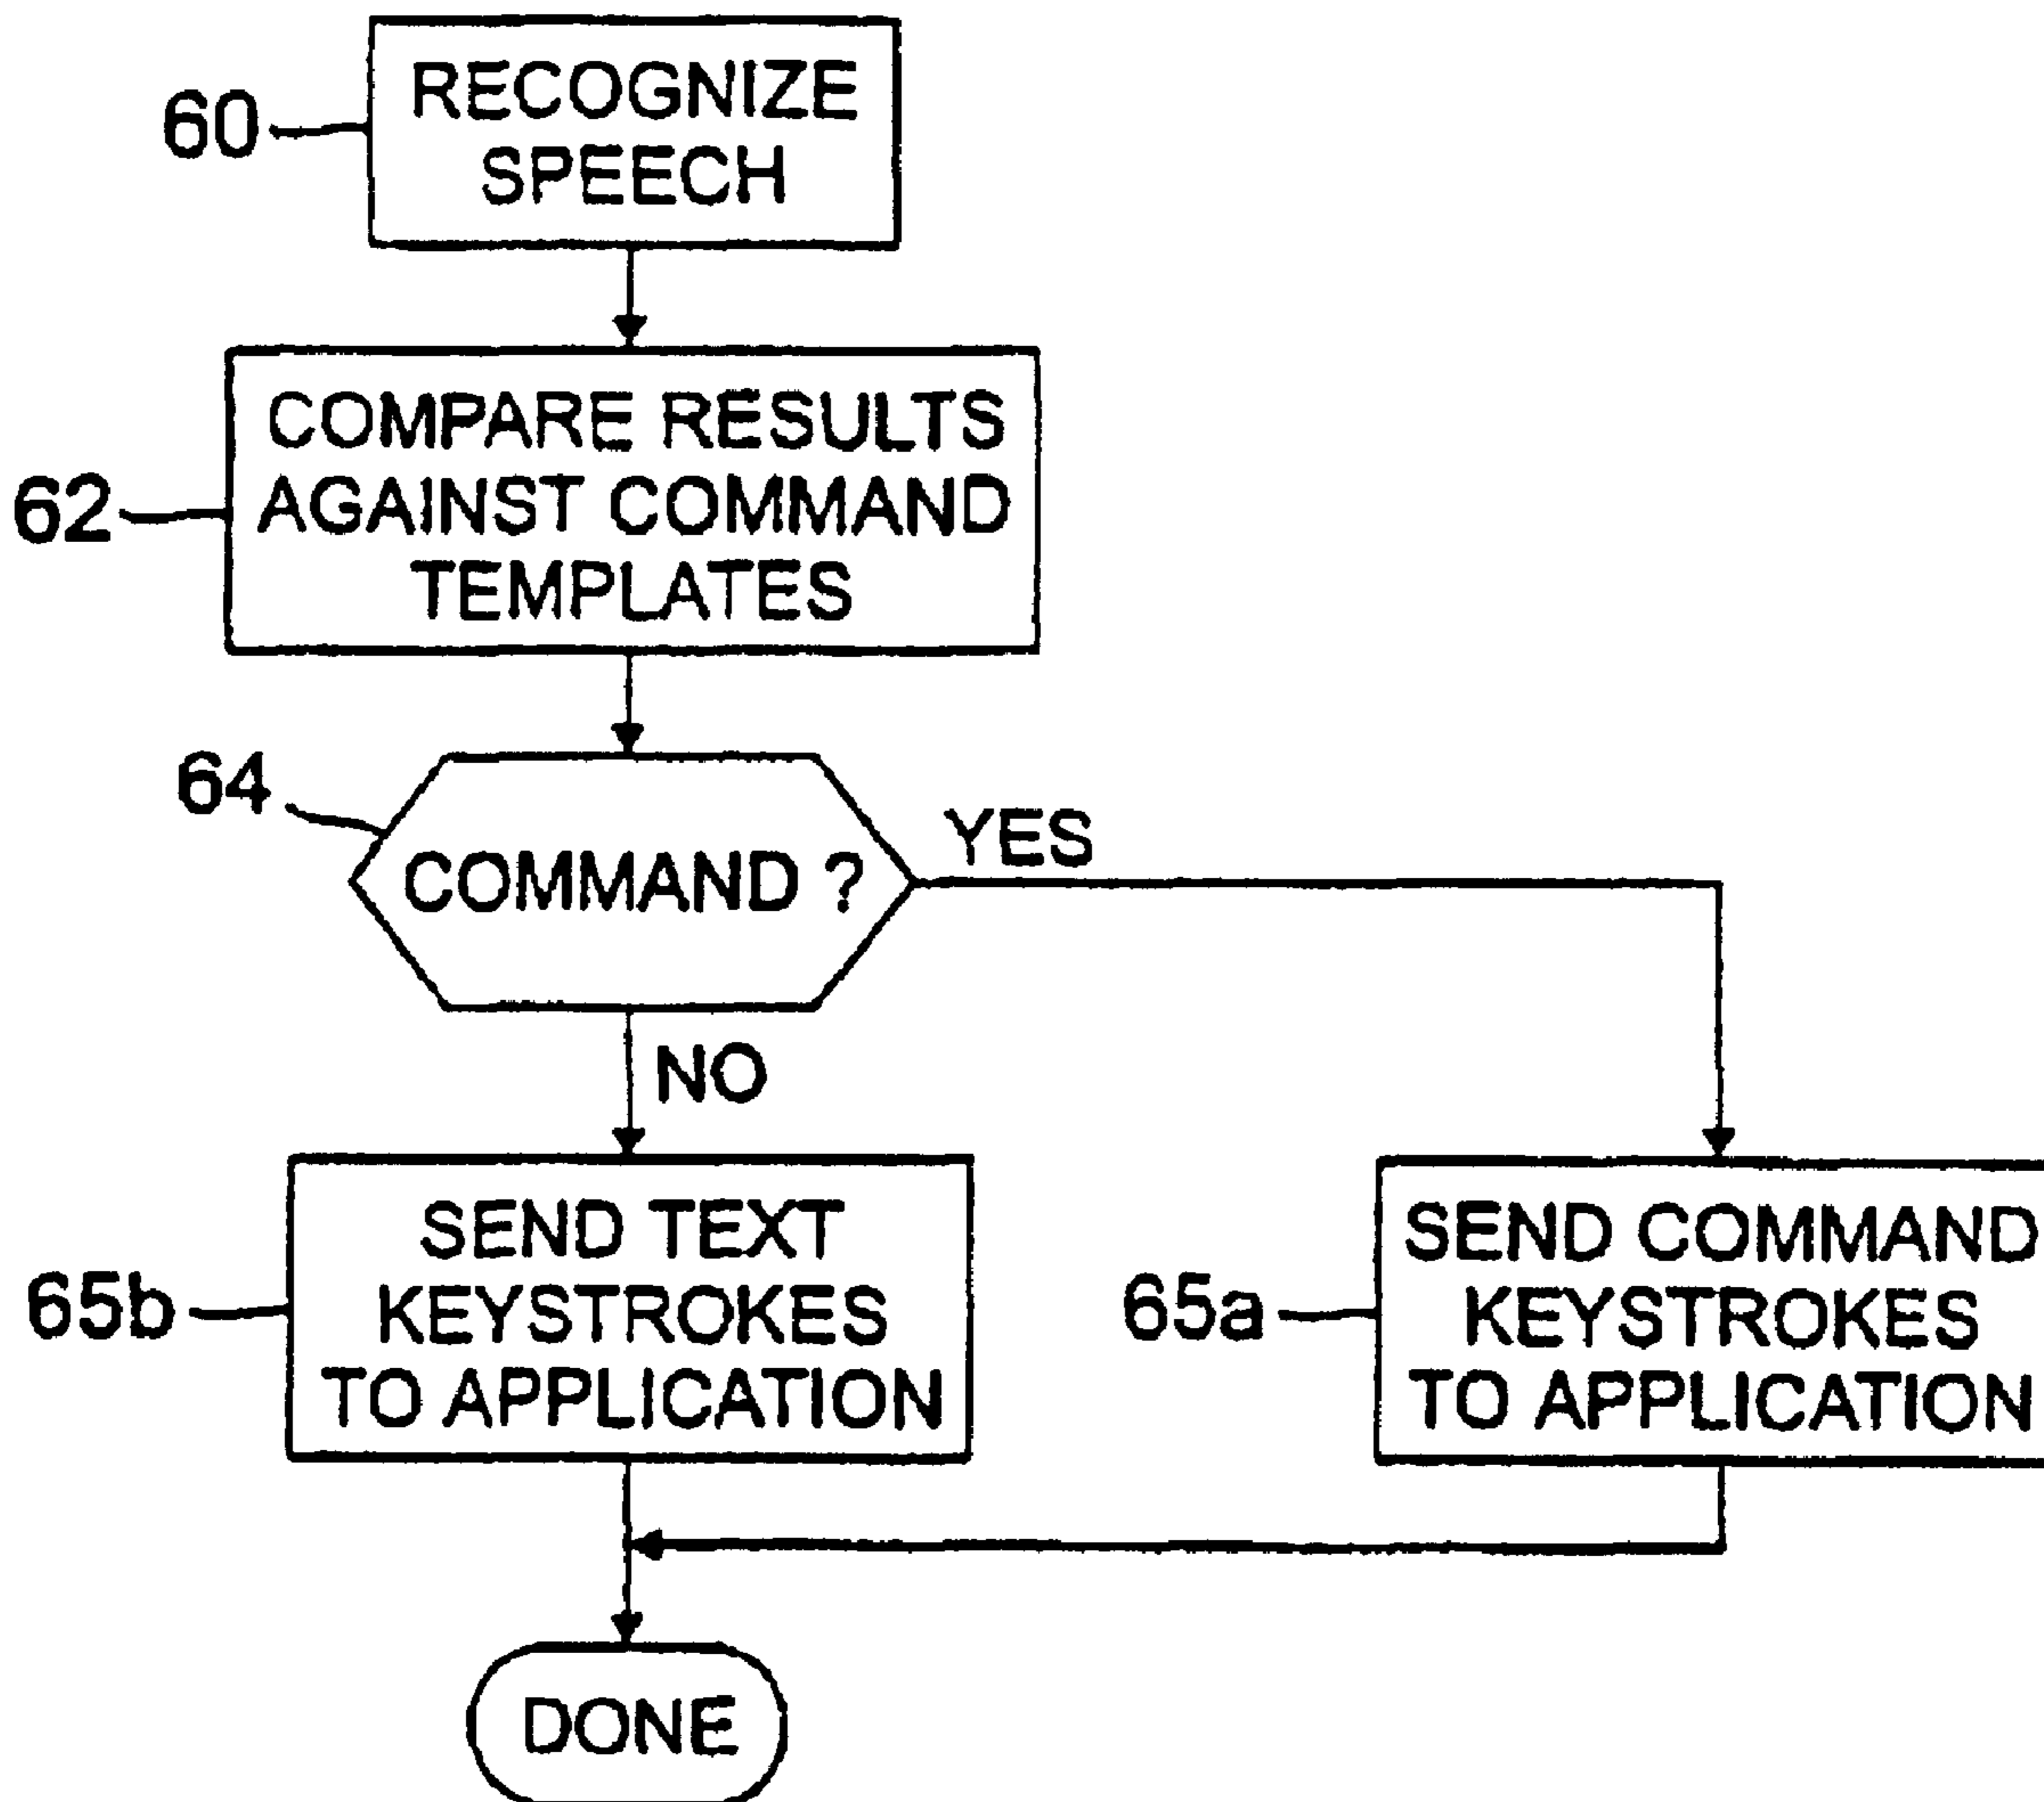 60
RECOGNIZE
SPEECH
62
COMPARE RESULTS
AGAINST COMMAND
TEMPLATES
64
COMMAND ?
YES
NO
65b
SEND TEXT
KEYSTROKES
TO APPLICATION
65a
SEND COMMAND
KEYSTROKES
TO APPLICATION
DONE